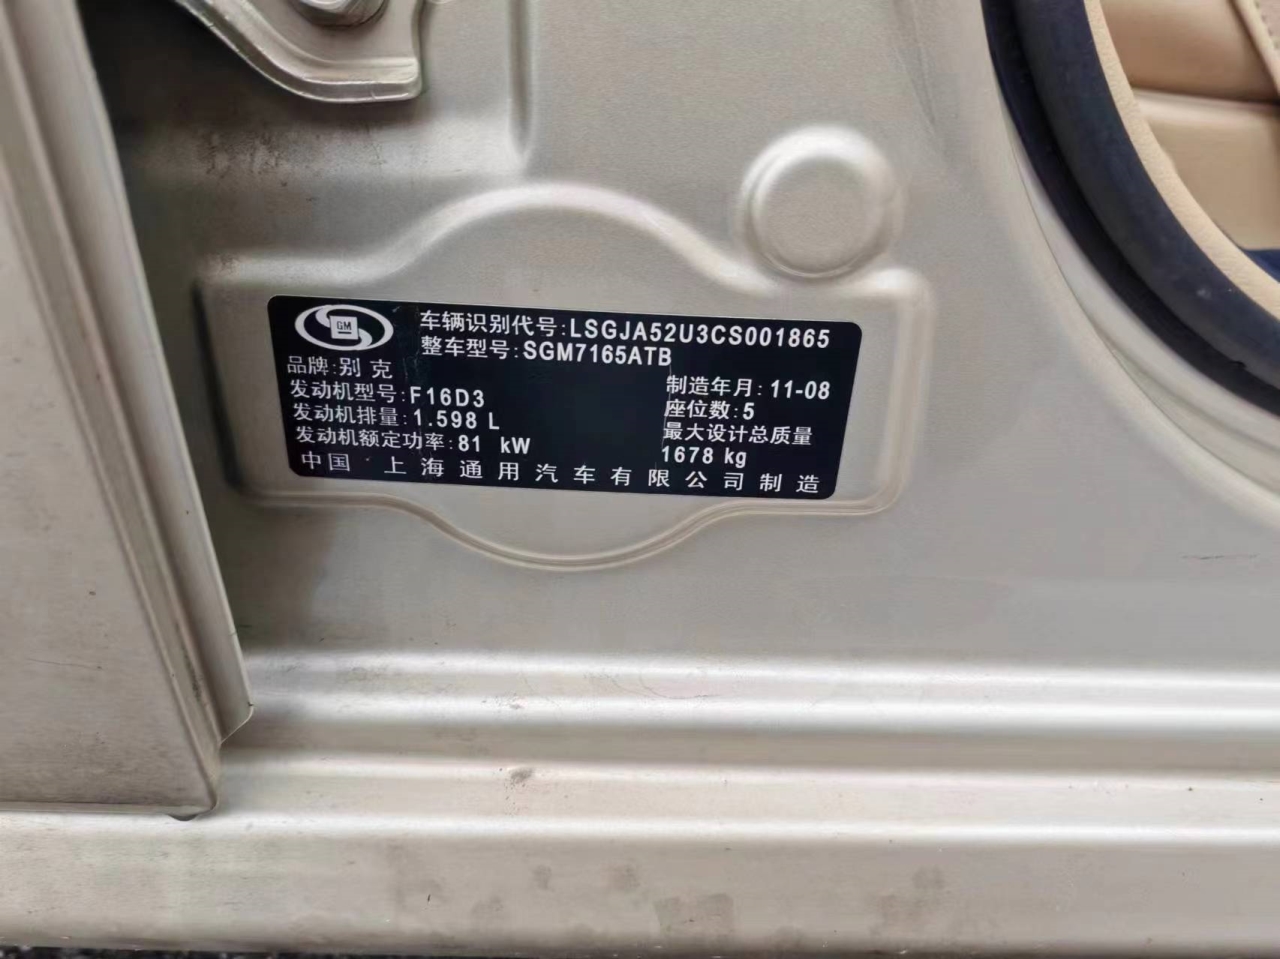 GM
车辆识别代号:LSGJA52U3CS001865
整车型号:SGM7165ATB
品牌:别克
发动机型号:F16D3
制造年月:11-08
发动机排量:1.598 L
座位数:5
发动机额定功率:81 kW
最大设计总质量
1678 kg
中国 上海通用汽车有限公司制造